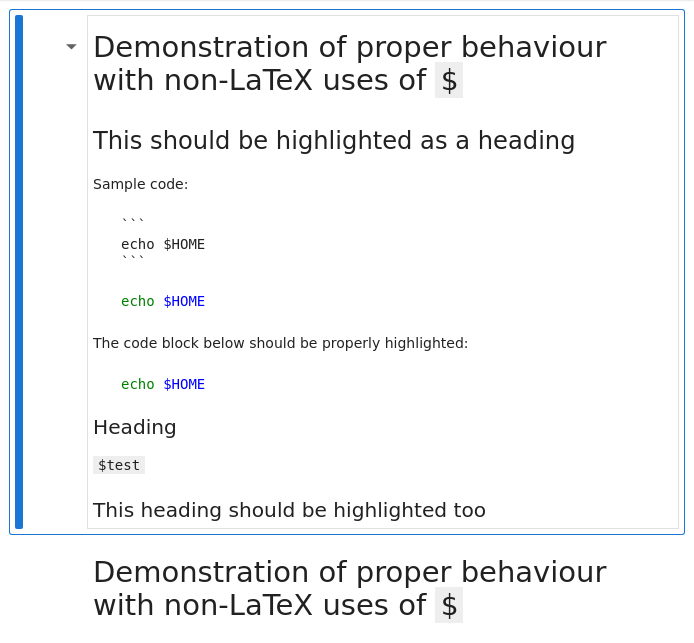 Demonstration of proper behaviour
with non-LaTeX uses of $
This should be highlighted as a heading
Sample code:
```
echo $HOME
```
echo $HOME
The code block below should be properly highlighted:
echo $HOME
Heading
$test
This heading should be highlighted too
Demonstration of proper behaviour
with non-LaTeX uses of $